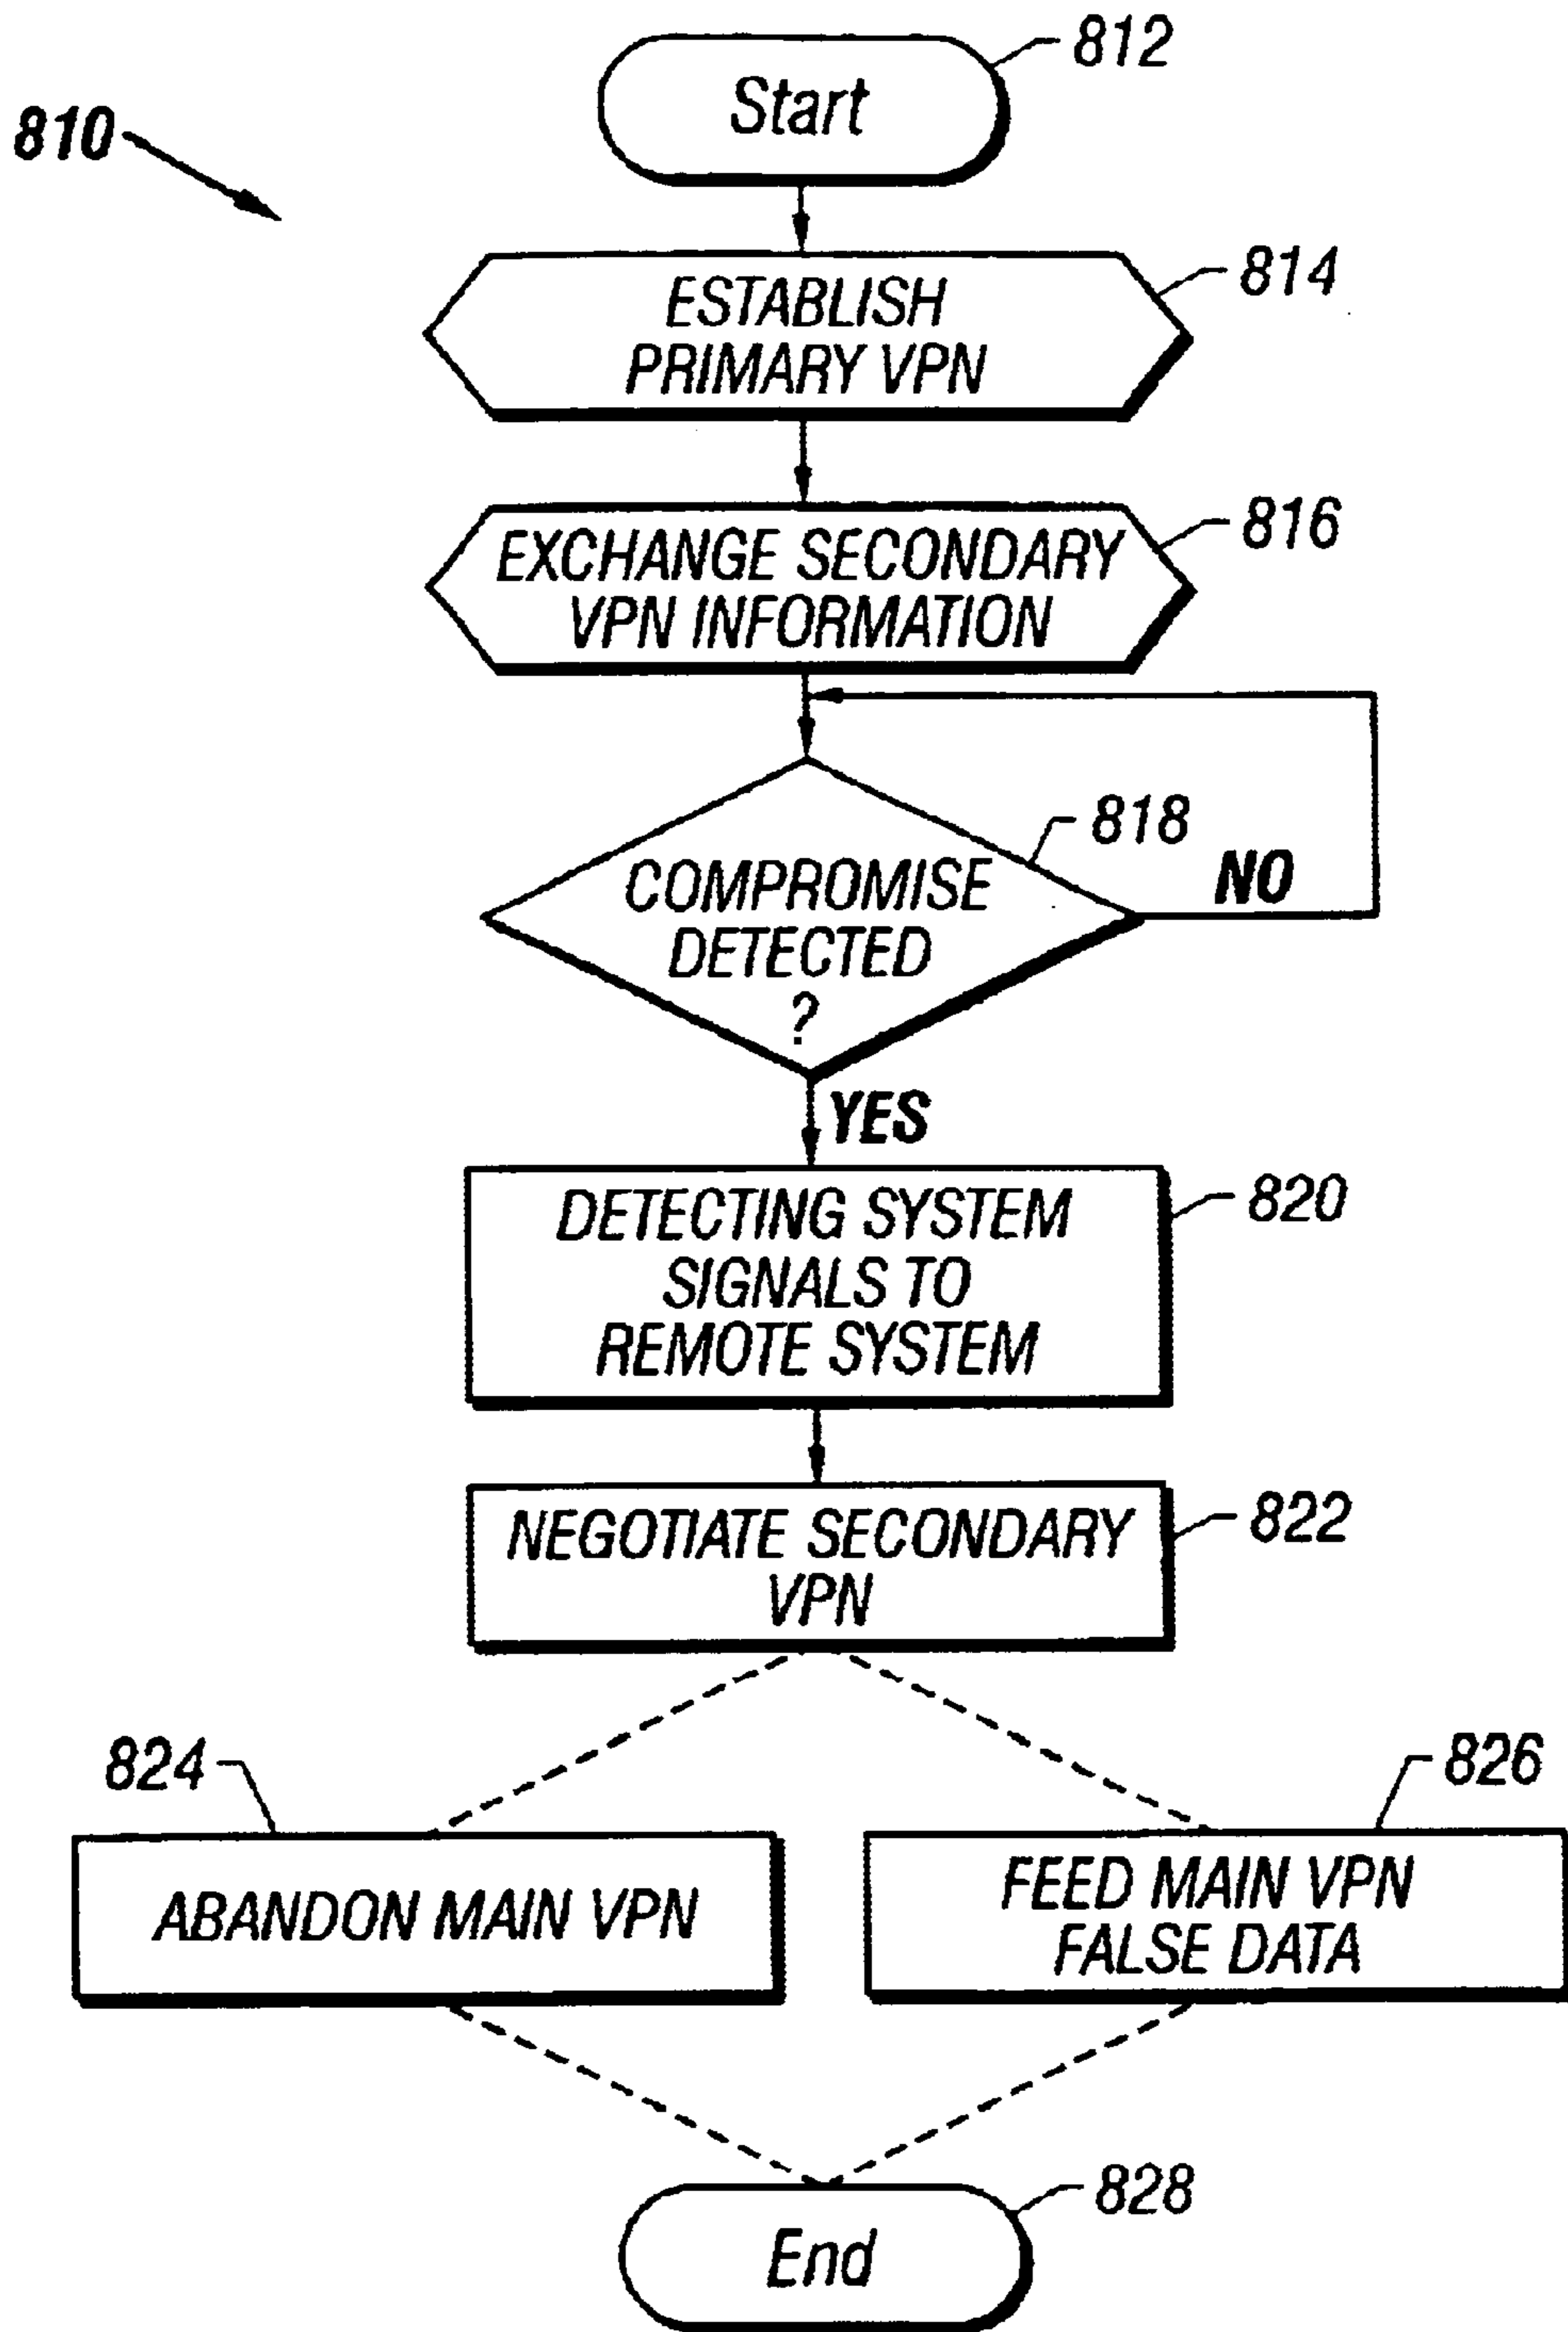 812
Start
810
814
ESTABLISH
PRIMARY VPN
816
EXCHANGE SECONDARY
VPN INFORMATION
818
COMPROMISE
DETECTED
?
NO
YES
820
DETECTING SYSTEM
SIGNALS TO
REMOTE SYSTEM
822
NEGOTIATE SECONDARY
VPN
824
826
ABANDON MAIN VPN
FEED MAIN VPN
FALSE DATA
828
End